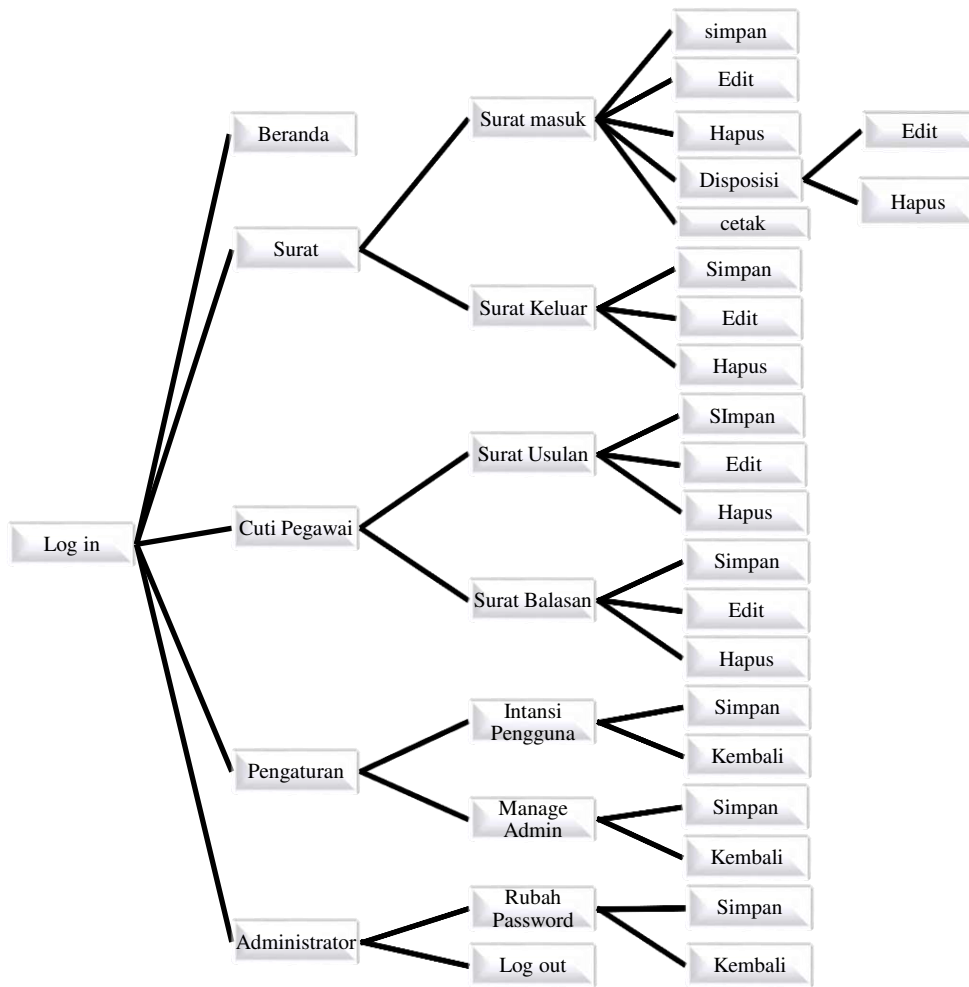 Log in
Beranda
Surat
Surat masuk
simpan
Edit
Hapus
Disposisi
Edit
Hapus
cetak
Surat Keluar
Simpan
Edit
Hapus
Cuti Pegawai
Surat Usulan
SImpan
Edit
Hapus
Surat Balasan
Simpan
Edit
Hapus
Pengaturan
Intansi
Pengguna
Simpan
Kembali
Manage
Admin
Simpan
Kembali
Administrator
Rubah
Password
Simpan
Kembali
Log out